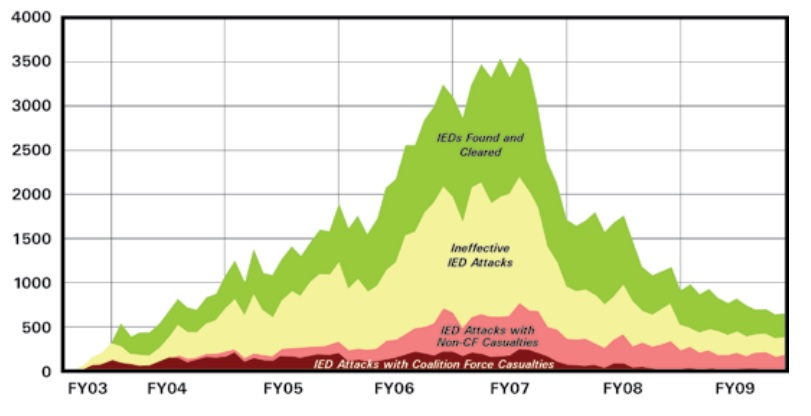 4000
3500
3000
2500
2000
1500
1000
500
0
IEDs Found and
Cleared
Ineffective
IED Attacks
IED Attacks with
Non-CF Casualties
IED Attacks with Coalition Force Casualties
FY03 FY04 FY05 FY06 FY07 FY08 FY09